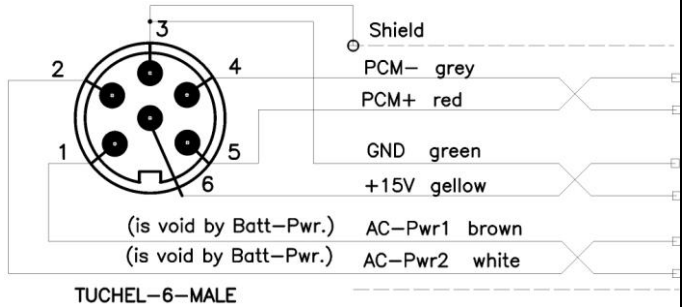 3
Shield
2
4
PCM- grey
PCM+ red
1
5
GND green
6
+15V gellow
(is void by Batt-Pwr.) AC-Pwr1 brown
(is void by Batt-Pwr.) AC-Pwr2 white
TUCHEL-6-MALE